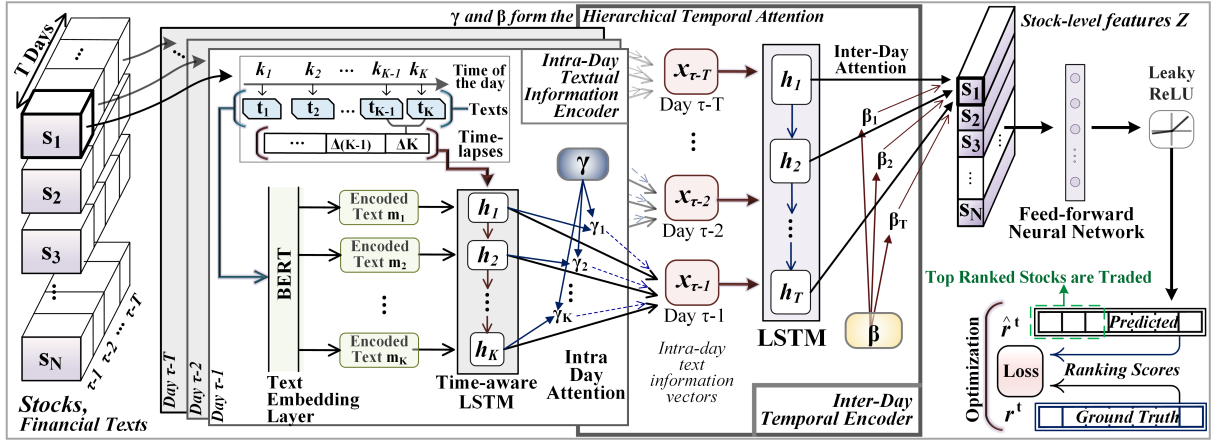 γ and β form the Hierarchical Temporal Attention
T Days
S1
S2
S3
SN
τ-1 τ-2 ... τ-T
Stocks,
Financial Texts
Day τ-T
Day τ-2
Day τ-1
k1 k2 ... kK-1 kK
Time of
the day
t1 t2 ... tK-1 tK
Texts
... Δ(K-1) ΔK
Time-
lapses
Intra-Day
Textual
Information
Encoder
BERT
Text
Embedding
Layer
Encoded
Text m1
Encoded
Text m2
Encoded
Text mK
h1
h2
hK
Time-aware
LSTM
γ
γ1
γ2
γK
Intra
Day
Attention
xτ-T
Day τ-T
xτ-2
Day τ-2
xτ-1
Day τ-1
Intra-day
text
information
vectors
h1
h2
hT
LSTM
Inter-Day
Attention
β1
β2
βT
β
Inter-Day
Temporal Encoder
Stock-level features Z
S1
S2
S3
SN
Feed-forward
Neural Network
Leaky
ReLU
Top Ranked Stocks are Traded
Optimization
r̂ t
Predicted
Loss
Ranking Scores
r t
Ground Truth